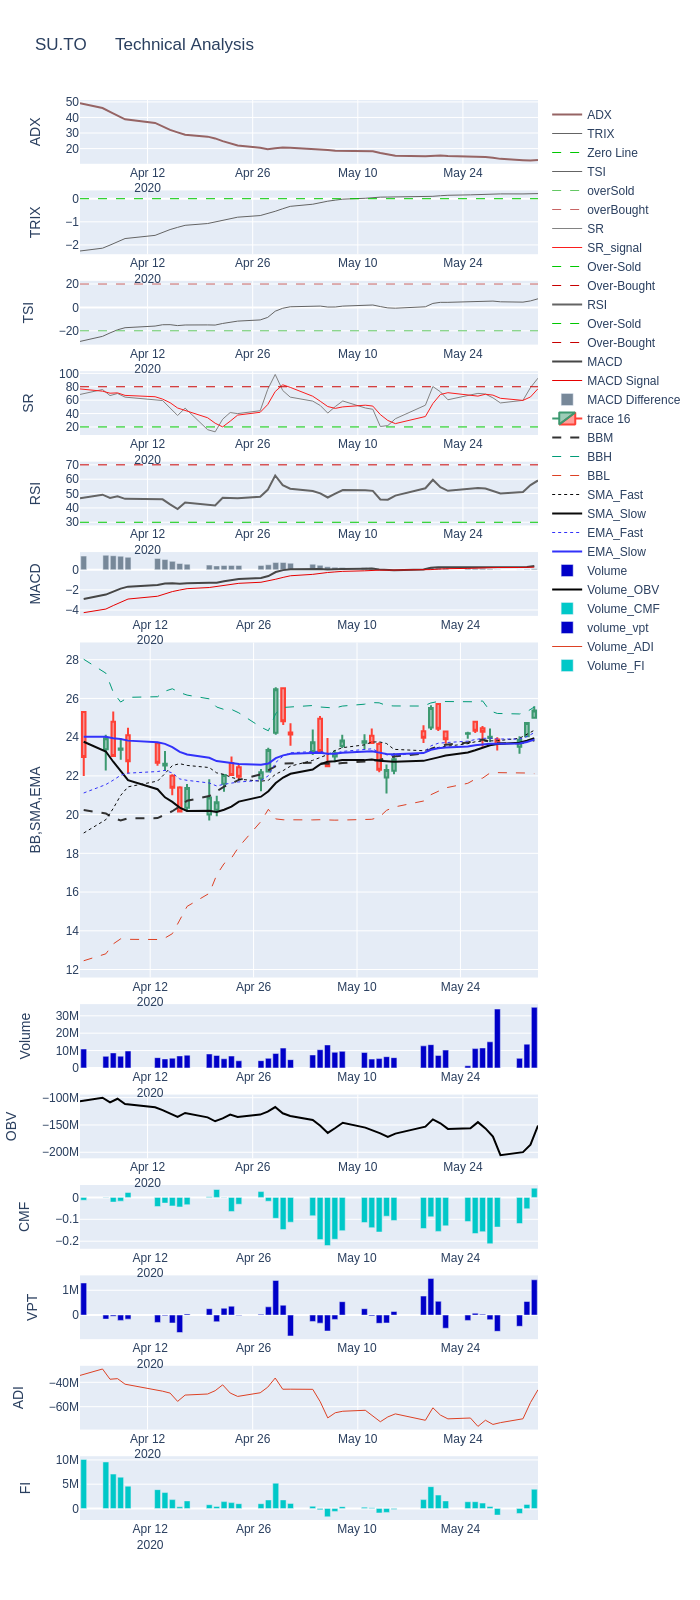 SU.TO Technical Analysis
ADX
50
40
30
20
Apr 12
2020
Apr 26
May 10
May 24
TRIX
0
−1
−2
Apr 12
2020
Apr 26
May 10
May 24
TSI
20
0
−20
Apr 12
2020
Apr 26
May 10
May 24
SR
100
80
60
40
20
Apr 12
2020
Apr 26
May 10
May 24
RSI
70
60
50
40
30
Apr 12
2020
Apr 26
May 10
May 24
MACD
0
−2
−4
Apr 12
2020
Apr 26
May 10
May 24
BB,SMA,EMA
28
26
24
22
20
18
16
14
12
Apr 12
2020
Apr 26
May 10
May 24
Volume
30M
20M
10M
0
Apr 12
2020
Apr 26
May 10
May 24
OBV
−100M
−150M
−200M
Apr 12
2020
Apr 26
May 10
May 24
CMF
0
−0.1
−0.2
Apr 12
2020
Apr 26
May 10
May 24
VPT
1M
0
Apr 12
2020
Apr 26
May 10
May 24
ADI
−40M
−60M
Apr 12
2020
Apr 26
May 10
May 24
FI
10M
5M
0
Apr 12
2020
Apr 26
May 10
May 24
ADX
TRIX
Zero Line
TSI
overSold
overBought
SR
SR_signal
Over-Sold
Over-Bought
RSI
Over-Sold
Over-Bought
MACD
MACD Signal
MACD Difference
trace 16
BBM
BBH
BBL
SMA_Fast
SMA_Slow
EMA_Fast
EMA_Slow
Volume
Volume_OBV
Volume_CMF
volume_vpt
Volume_ADI
Volume_FI